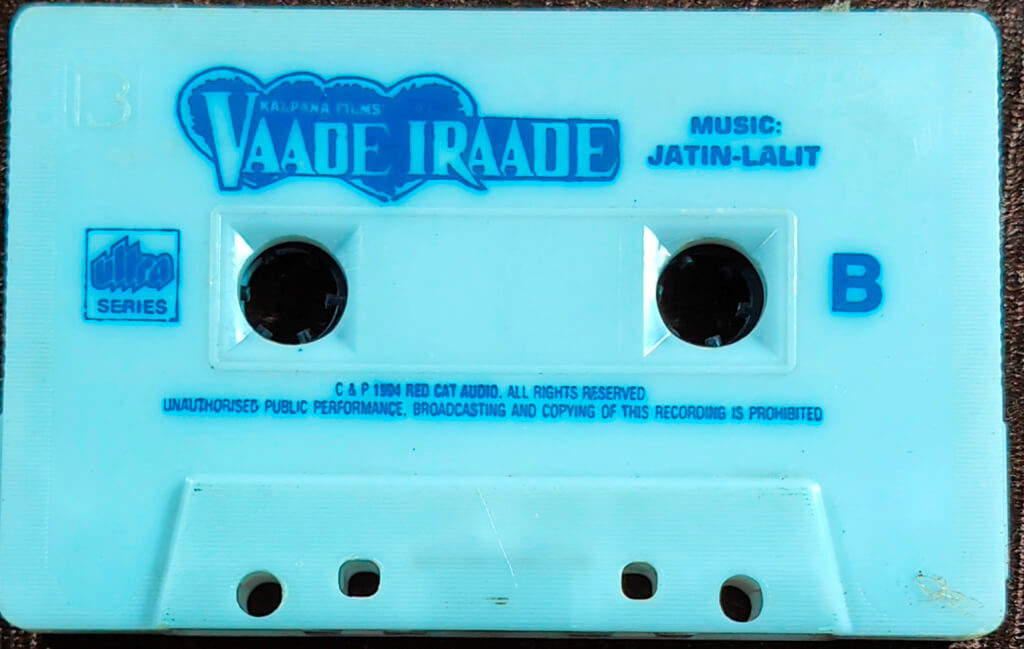 B
KALPANA FILMS'
VAADE IRAADE
MUSIC:
JATIN-LALIT
ultra
SERIES
B
C & P 1994 RED CAT AUDIO. ALL RIGHTS RESERVED.
UNAUTHORISED PUBLIC PERFORMANCE, BROADCASTING AND COPYING OF THIS RECORDING IS PROHIBITED